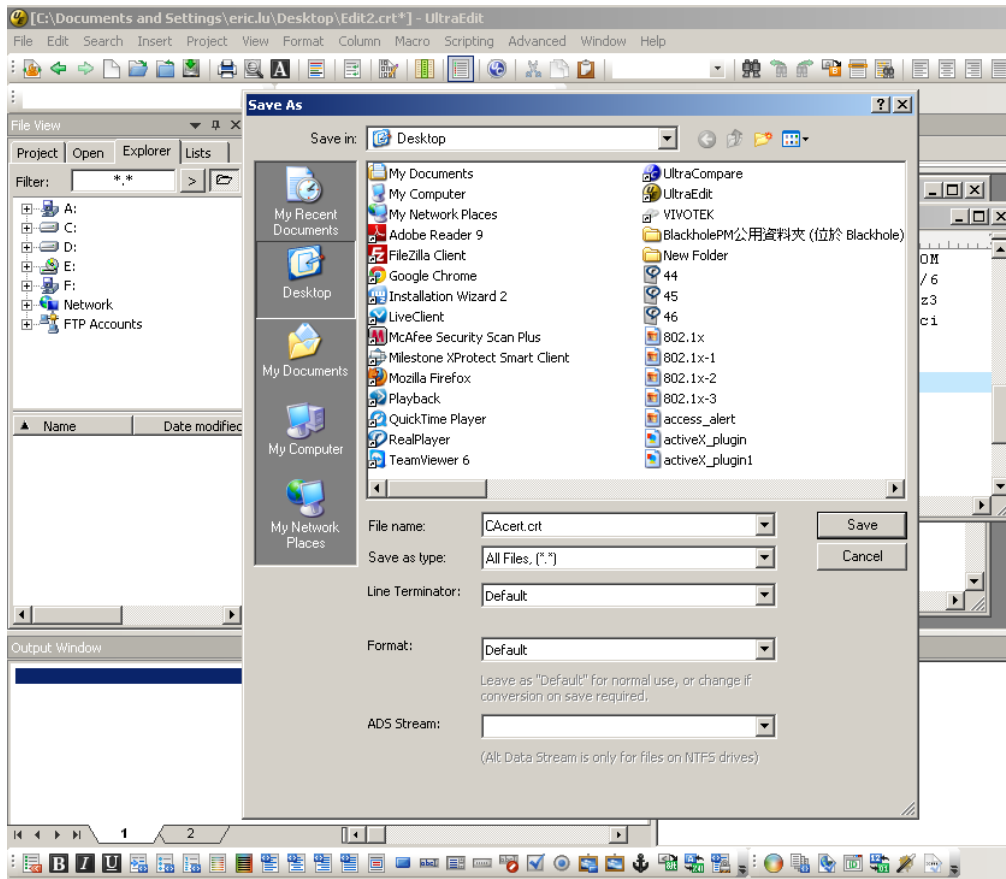 [C:\Documents and Settings\eric.lu\Desktop\Edit2.crt*] - UltraEdit
File Edit Search Insert Project View Format Column Macro Scripting Advanced Window Help
File View
Project Open Explorer Lists
Filter: *.*
A:
C:
D:
E:
F:
Network
FTP Accounts
Name Date modified
Save As
Save in: Desktop
My Recent Documents
Desktop
My Documents
My Computer
My Network Places
My Documents
My Computer
My Network Places
Adobe Reader 9
FileZilla Client
Google Chrome
Installation Wizard 2
LiveClient
McAfee Security Scan Plus
Milestone XProtect Smart Client
Mozilla Firefox
Playback
QuickTime Player
RealPlayer
TeamViewer 6
UltraCompare
UltraEdit
VIVOTEK
BlackholePM公用資料夾 (位於 Blackhole)
New Folder
44
45
46
802.1x
802.1x-1
802.1x-2
802.1x-3
access_alert
activeX_plugin
activeX_plugin1
File name: CAcert.crt
Save
Save as type: All Files, (*.*)
Cancel
Line Terminator: Default
Format: Default
Leave as "Default" for normal use, or change if
conversion on save required.
ADS Stream:
(Alt Data Stream is only for files on NTFS drives)
OM
/6
z3
ci
Output Window
1 2